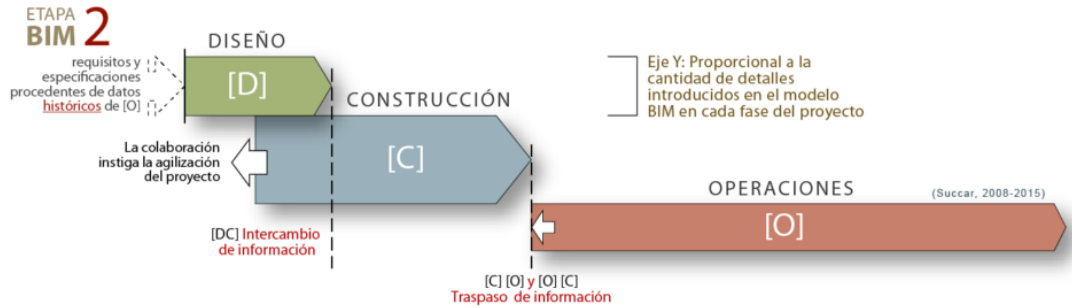 ETAPA
BIM 2
requisitos y
especificaciones
procedentes de datos
históricos de [O]
DISEÑO
[D]
CONSTRUCCIÓN
[C]
La colaboración
instiga la agilización
del proyecto
Eje Y: Proporcional a la
cantidad de detalles
introducidos en el modelo
BIM en cada fase del proyecto
OPERACIONES
(Succar, 2008-2015)
[O]
[DC] Intercambio
de información
[C] [O] y [O] [C]
Traspaso de información